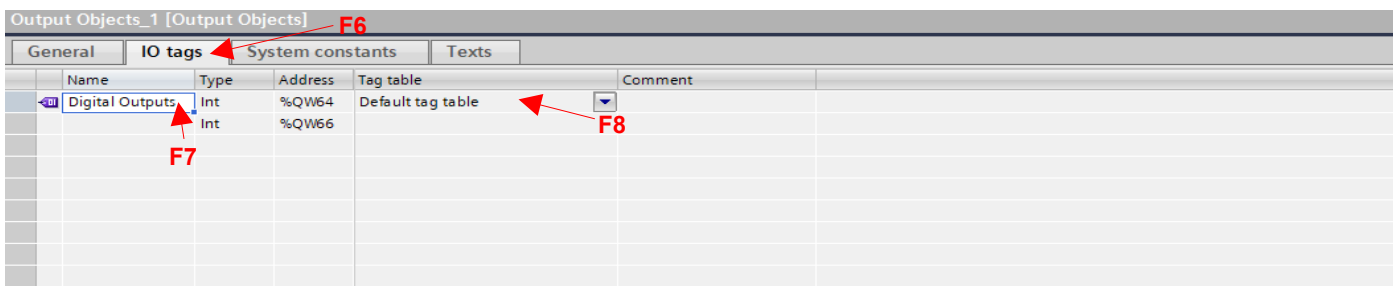 Output Objects_1 [Output Objects]
F6
General IO tags System constants Texts
Name Type Address Tag table Comment
Digital Outputs Int %QW64 Default tag table
F8
Int %QW66
F7